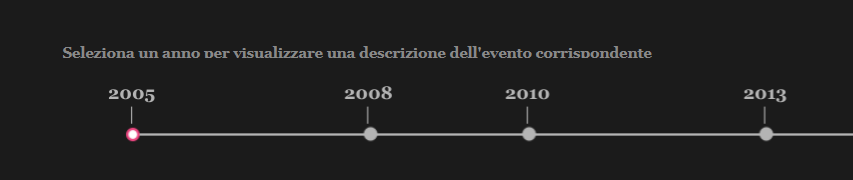 Seleziona un anno per visualizzare una descrizione dell'evento corrispondente
2005 2008 2010 2013